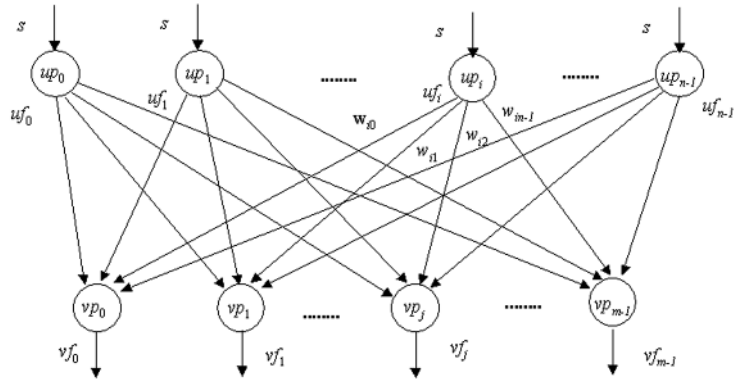 s s s s
up0 up1 ........ upi ........ upn-1
uf0 uf1 ufi ufn-1
wi0 wi1 wi2 win-1
vp0 vp1 ........ vpj ........ vpm-1
vf0 vf1 vfj vfm-1